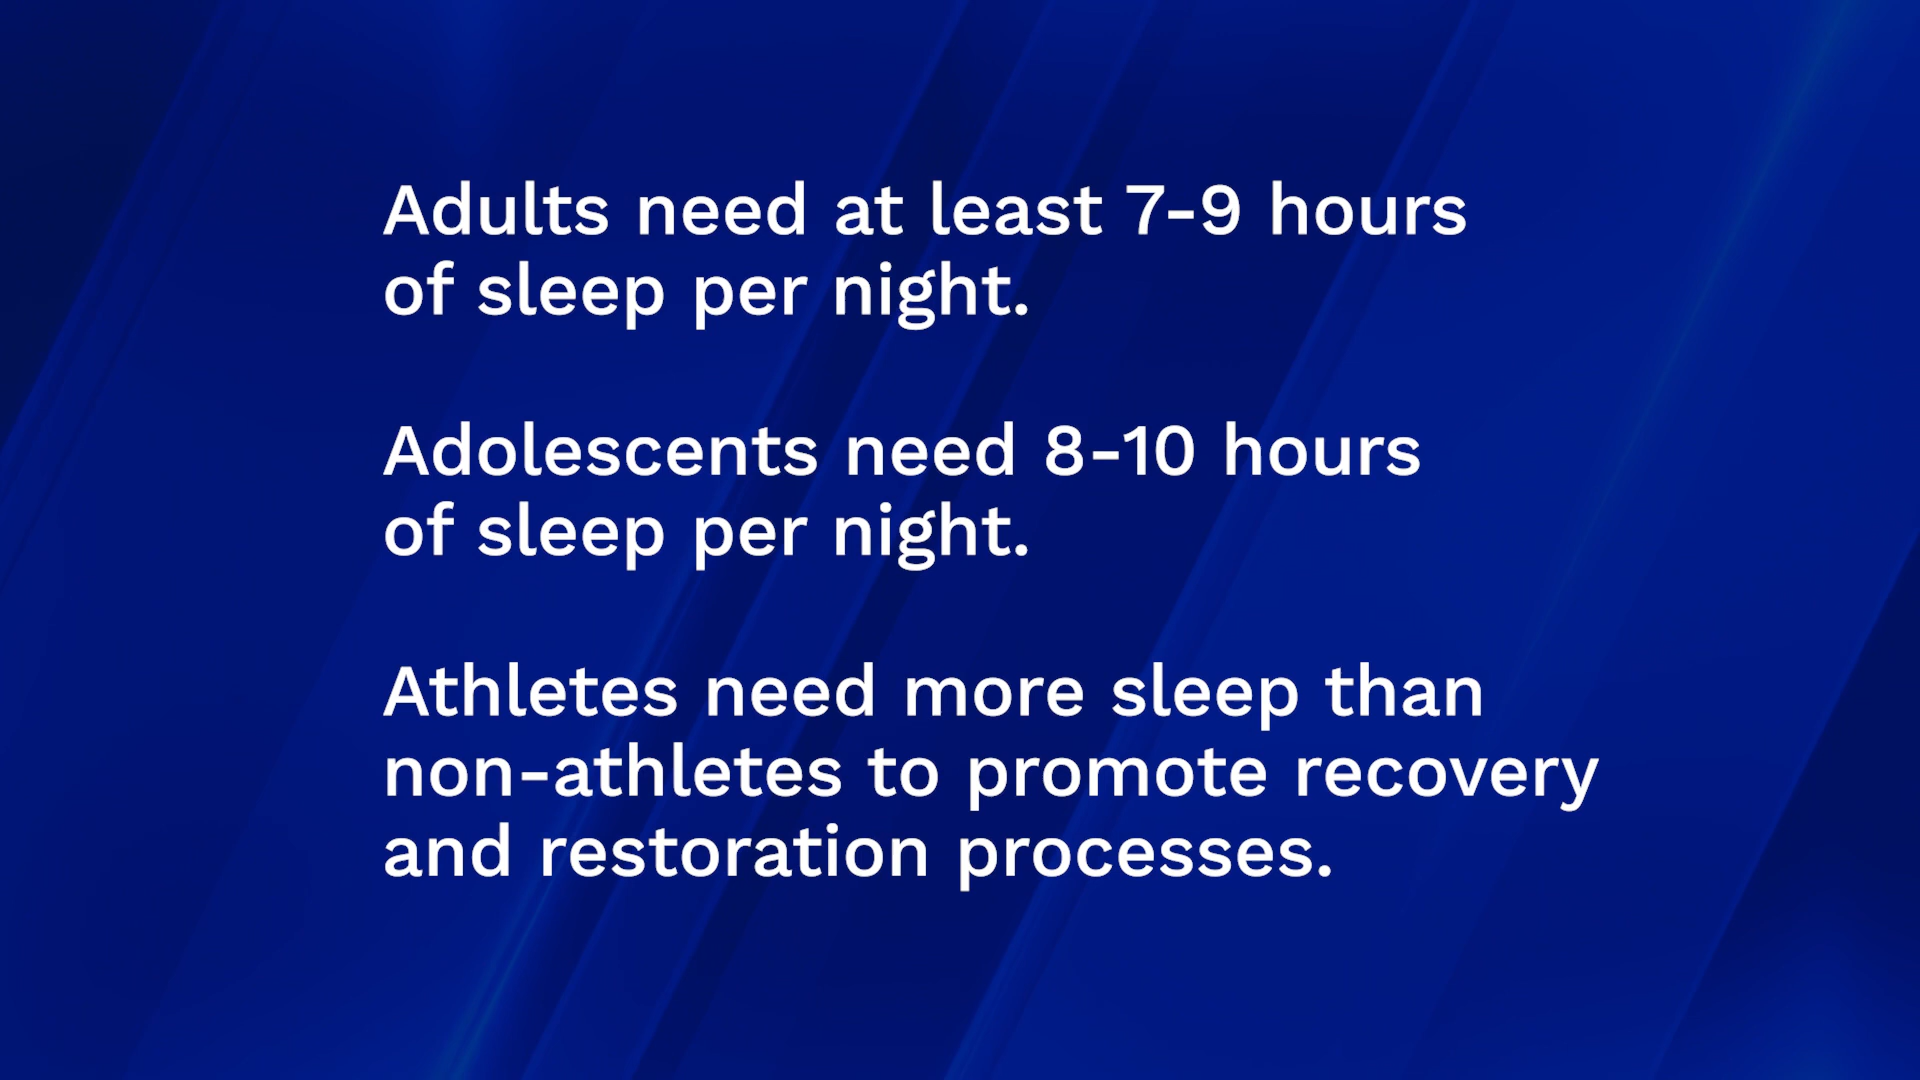 Adults need at least 7-9 hours
of sleep per night.
Adolescents need 8-10 hours
of sleep per night.
Athletes need more sleep than
non-athletes to promote recovery
and restoration processes.